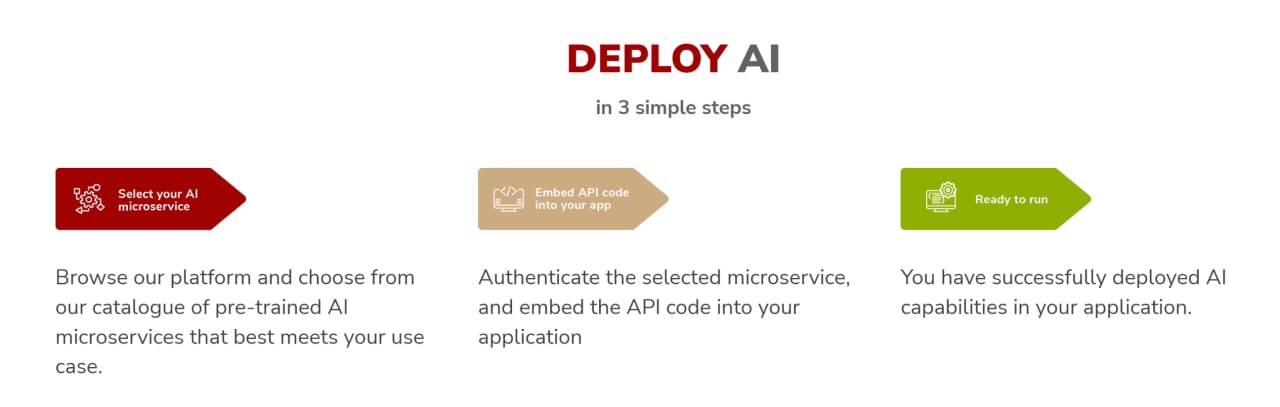 DEPLOY AI
in 3 simple steps
Select your AI
microservice
Browse our platform and choose from
our catalogue of pre-trained AI
microservices that best meets your use
case.
Embed API code
into your app
Authenticate the selected microservice,
and embed the API code into your
application
Ready to run
You have successfully deployed AI
capabilities in your application.